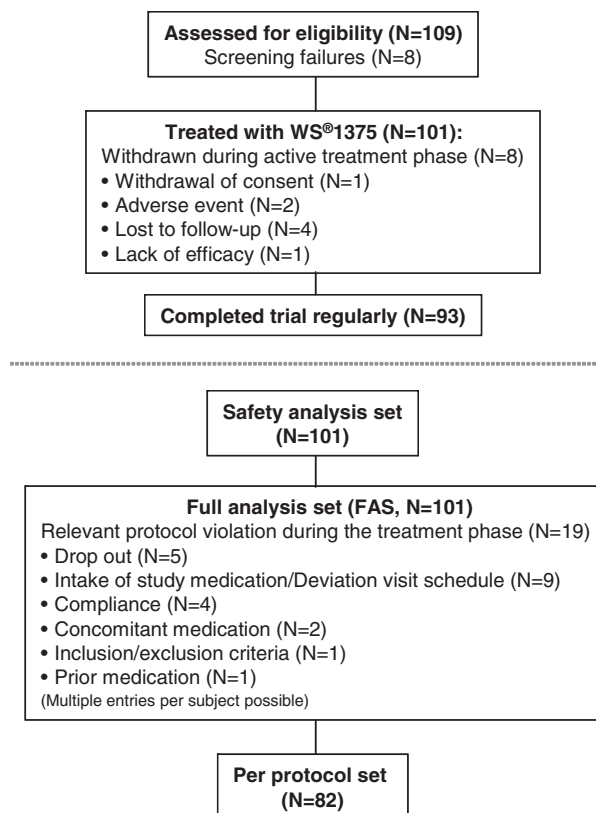 Assessed for eligibility (N=109)
Screening failures (N=8)
Treated with WS®1375 (N=101):
Withdrawn during active treatment phase (N=8)
• Withdrawal of consent (N=1)
• Adverse event (N=2)
• Lost to follow-up (N=4)
• Lack of efficacy (N=1)
Completed trial regularly (N=93)
Safety analysis set
(N=101)
Full analysis set (FAS, N=101)
Relevant protocol violation during the treatment phase (N=19)
• Drop out (N=5)
• Intake of study medication/Deviation visit schedule (N=9)
• Compliance (N=4)
• Concomitant medication (N=2)
• Inclusion/exclusion criteria (N=1)
• Prior medication (N=1)
(Multiple entries per subject possible)
Per protocol set
(N=82)